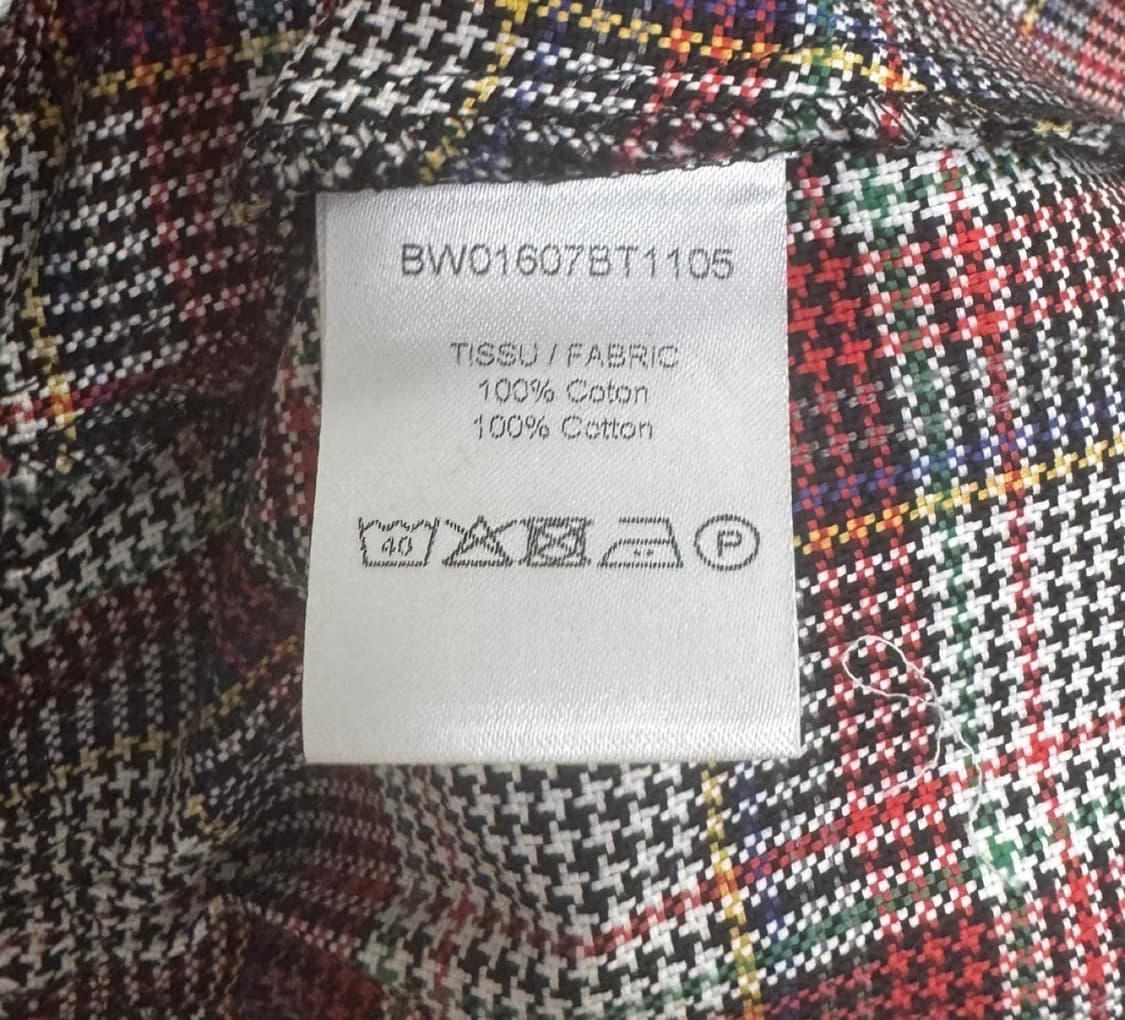 BW01607BT1105
TISSU / FABRIC
100% Coton
100% Cotton
40 P